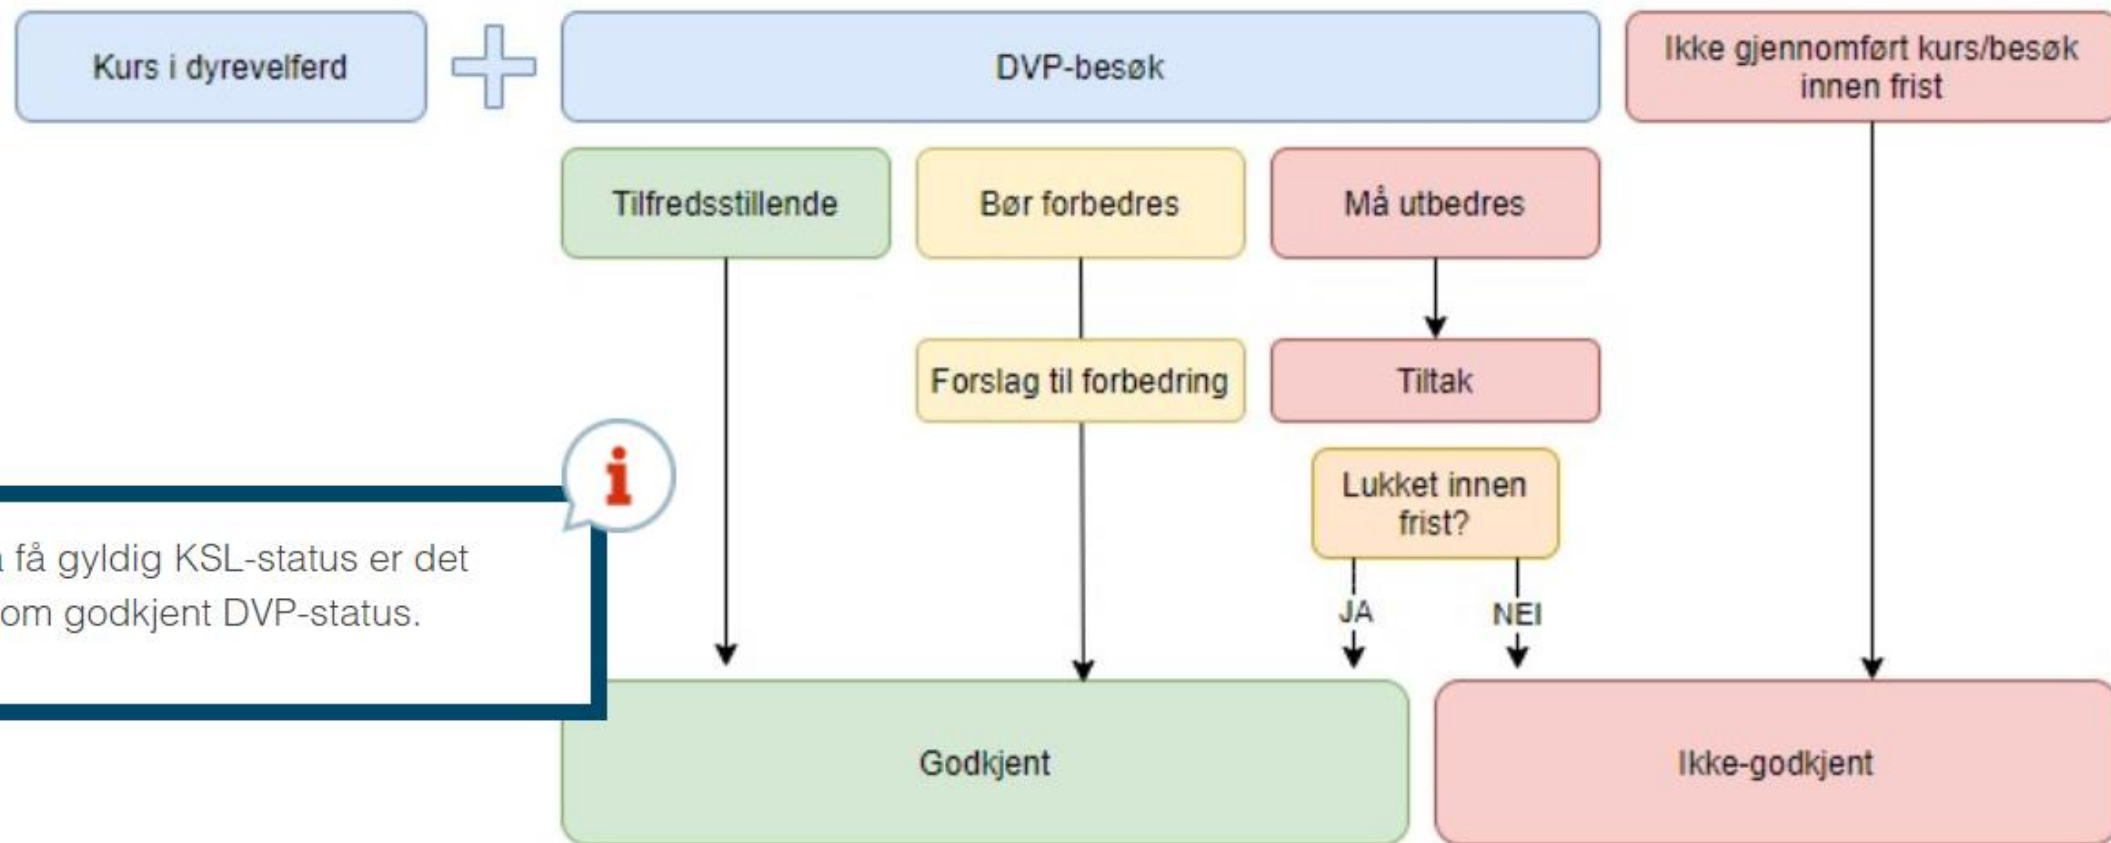 Kurs i dyrevelferd
DVP-besøk
Ikke gjennomført kurs/besøk
innen frist
Tilfredsstillende
Bør forbedres
Må utbedres
Forslag til forbedring
Tiltak
Lukket innen
frist?
i
å få gyldig KSL-status er det
om godkjent DVP-status.
JA
NEI
Godkjent
Ikke-godkjent